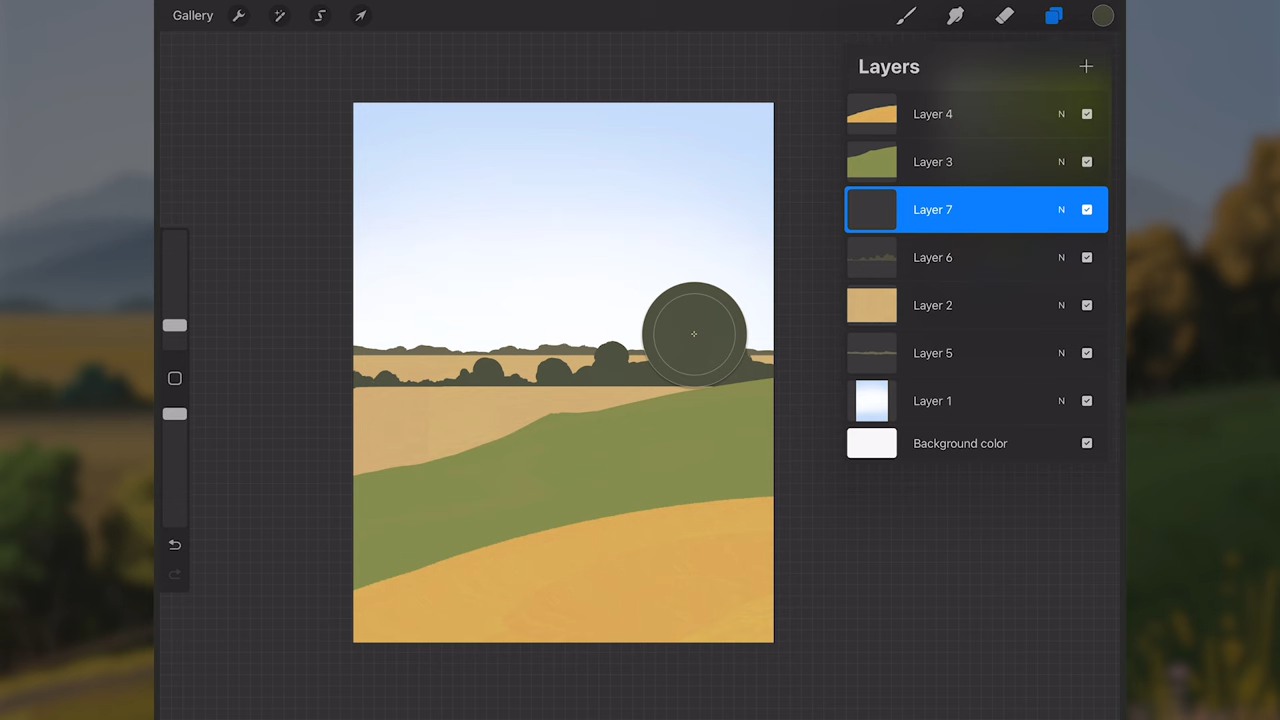 Gallery
Layers
Layer 4 N
Layer 3 N
Layer 7 N
Layer 6 N
Layer 2 N
Layer 5 N
Layer 1 N
Background color